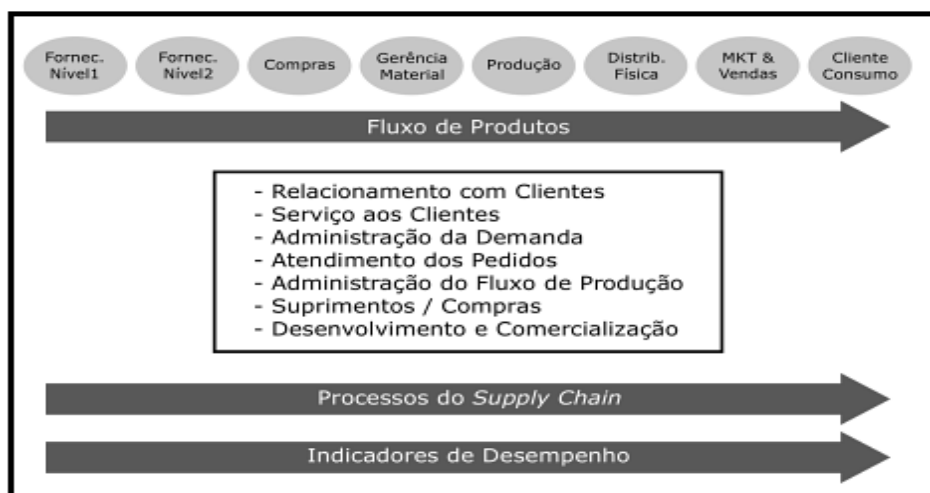 Fornec.
Nível1
Fornec.
Nível2
Compras
Gerência
Material
Produção
Distrib.
Física
MKT &
Vendas
Cliente
Consumo
Fluxo de Produtos
- Relacionamento com Clientes
- Serviço aos Clientes
- Administração da Demanda
- Atendimento dos Pedidos
- Administração do Fluxo de Produção
- Suprimentos / Compras
- Desenvolvimento e Comercialização
Processos do Supply Chain
Indicadores de Desempenho